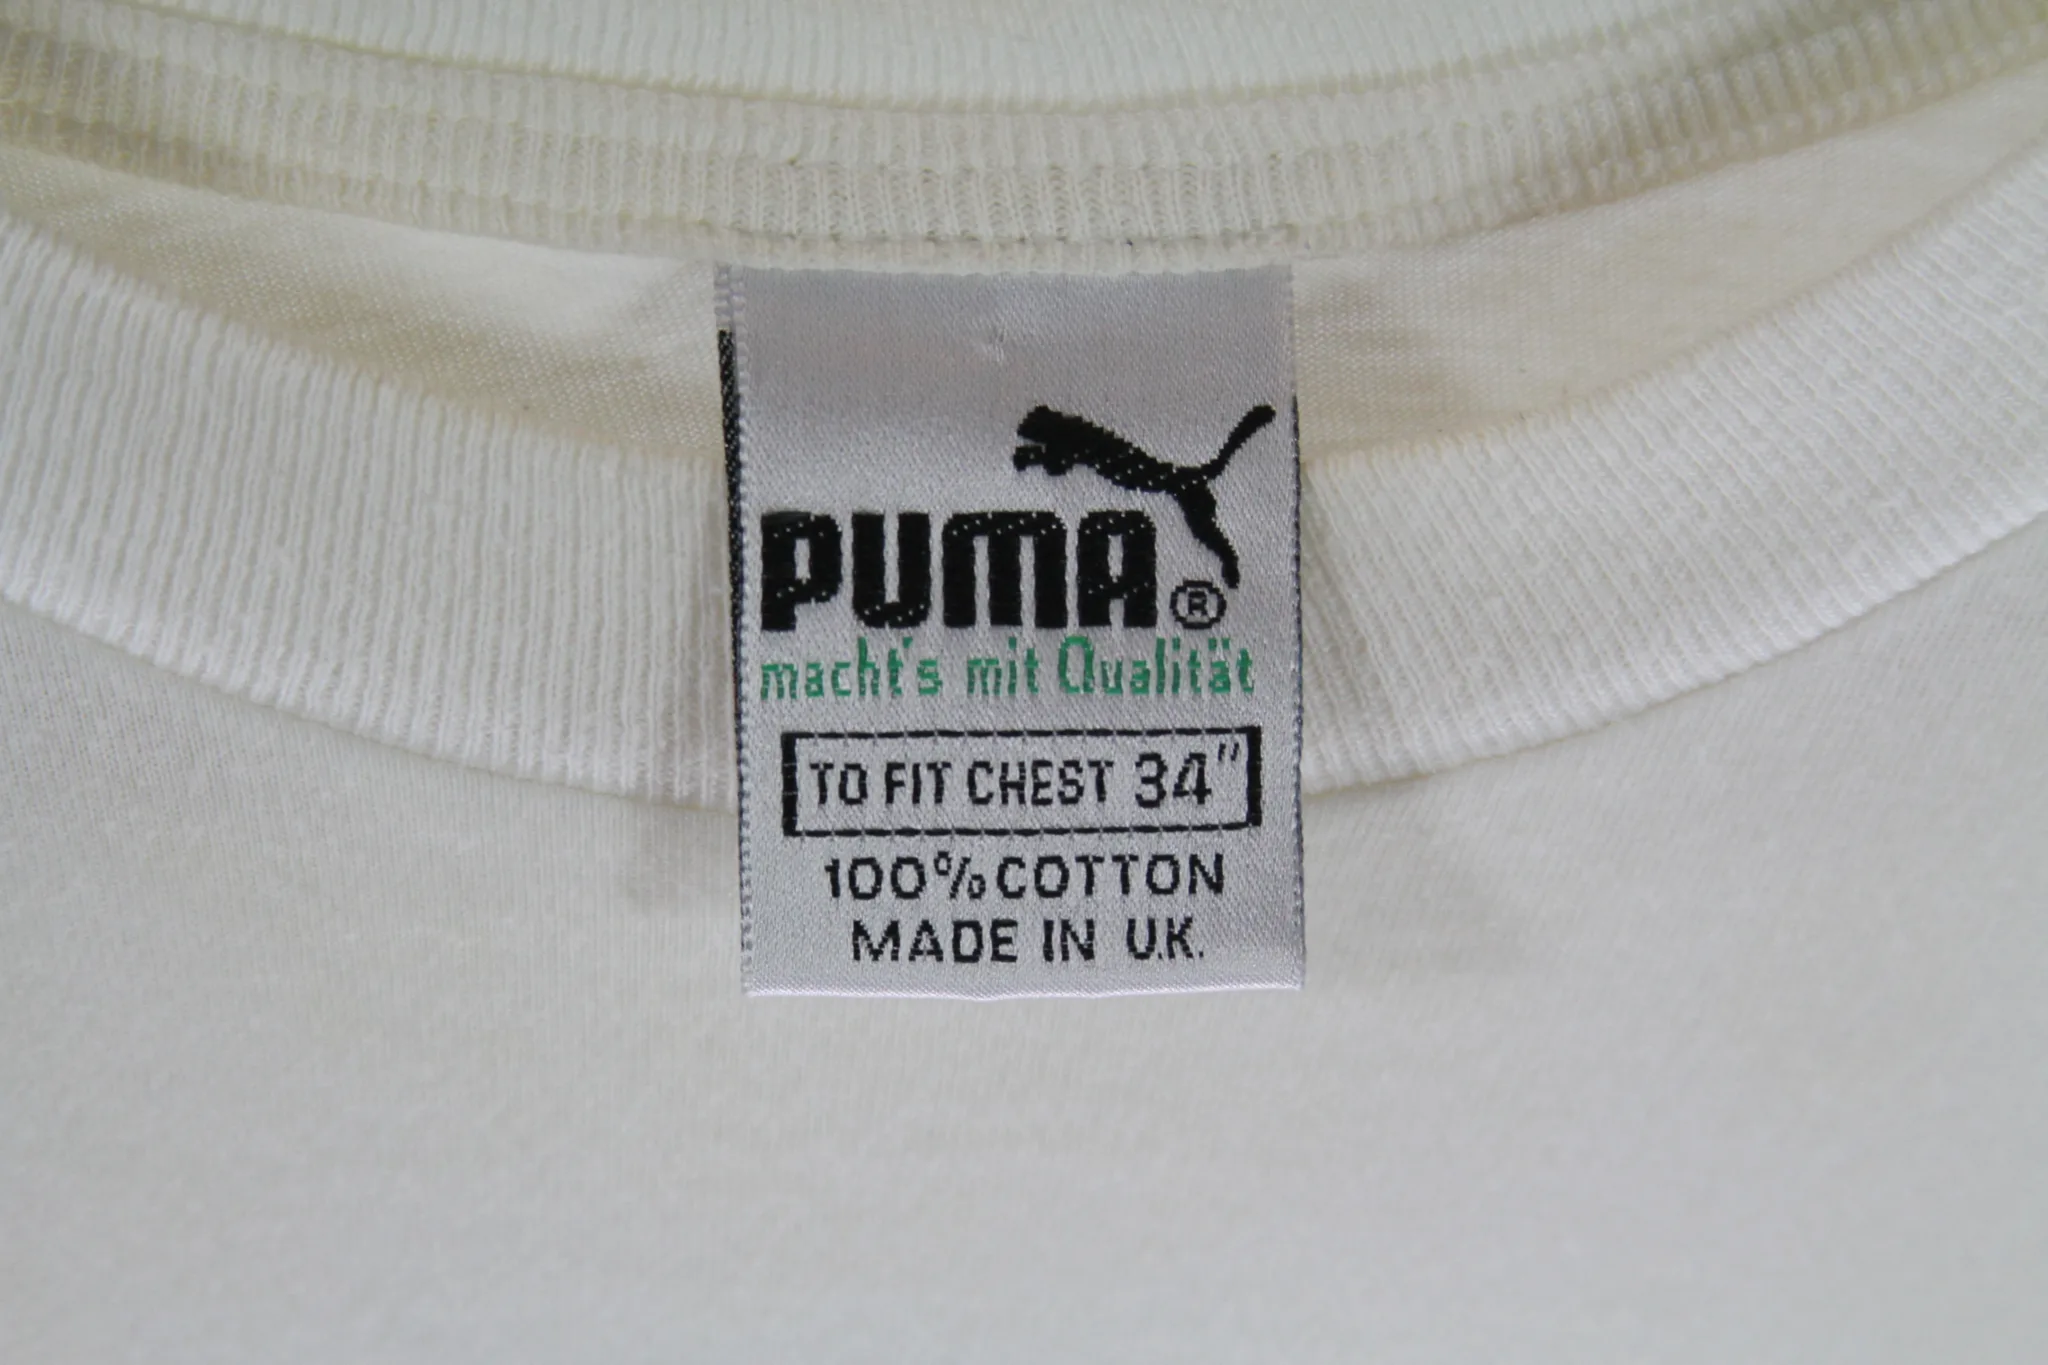 PUMA®
macht's mit Qualität
TO FIT CHEST 34"
100% COTTON
MADE IN U.K.